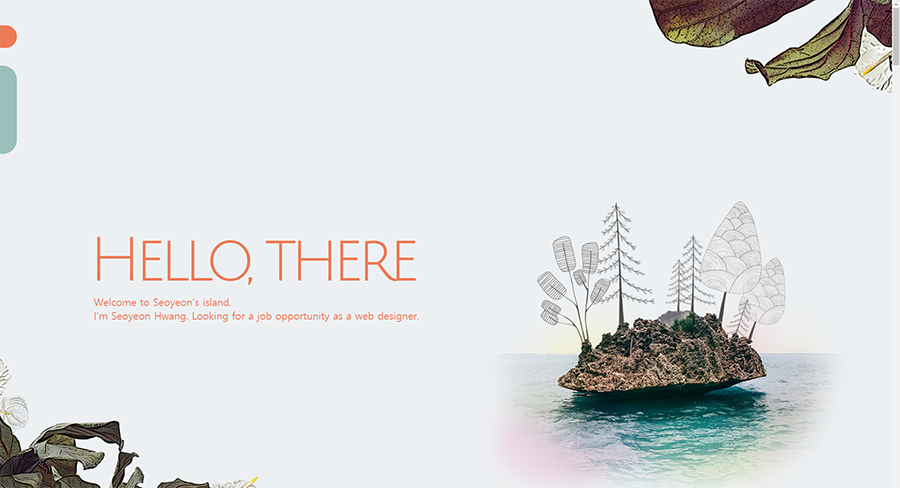 HELLO, THERE
Welcome to Seoyeon's island.
I'm Seoyeon Hwang. Looking for a job opportunity as a web designer.